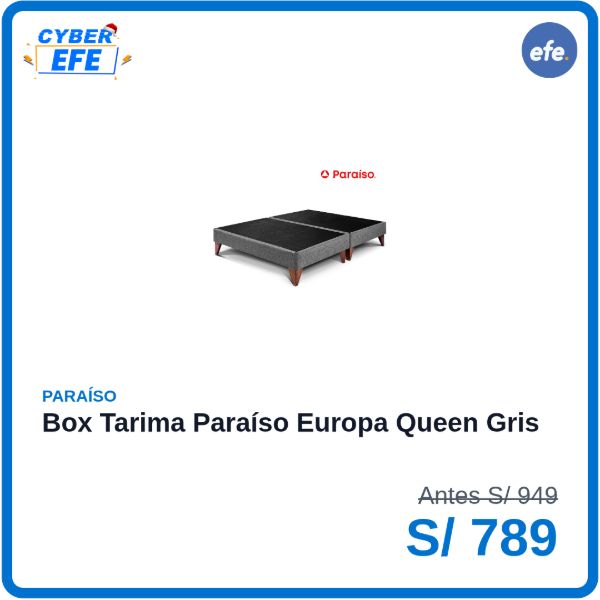 CYBER
EFE
efe.
Paraíso.
PARAÍSO
Box Tarima Paraíso Europa Queen Gris
Antes S/ 949
S/ 789